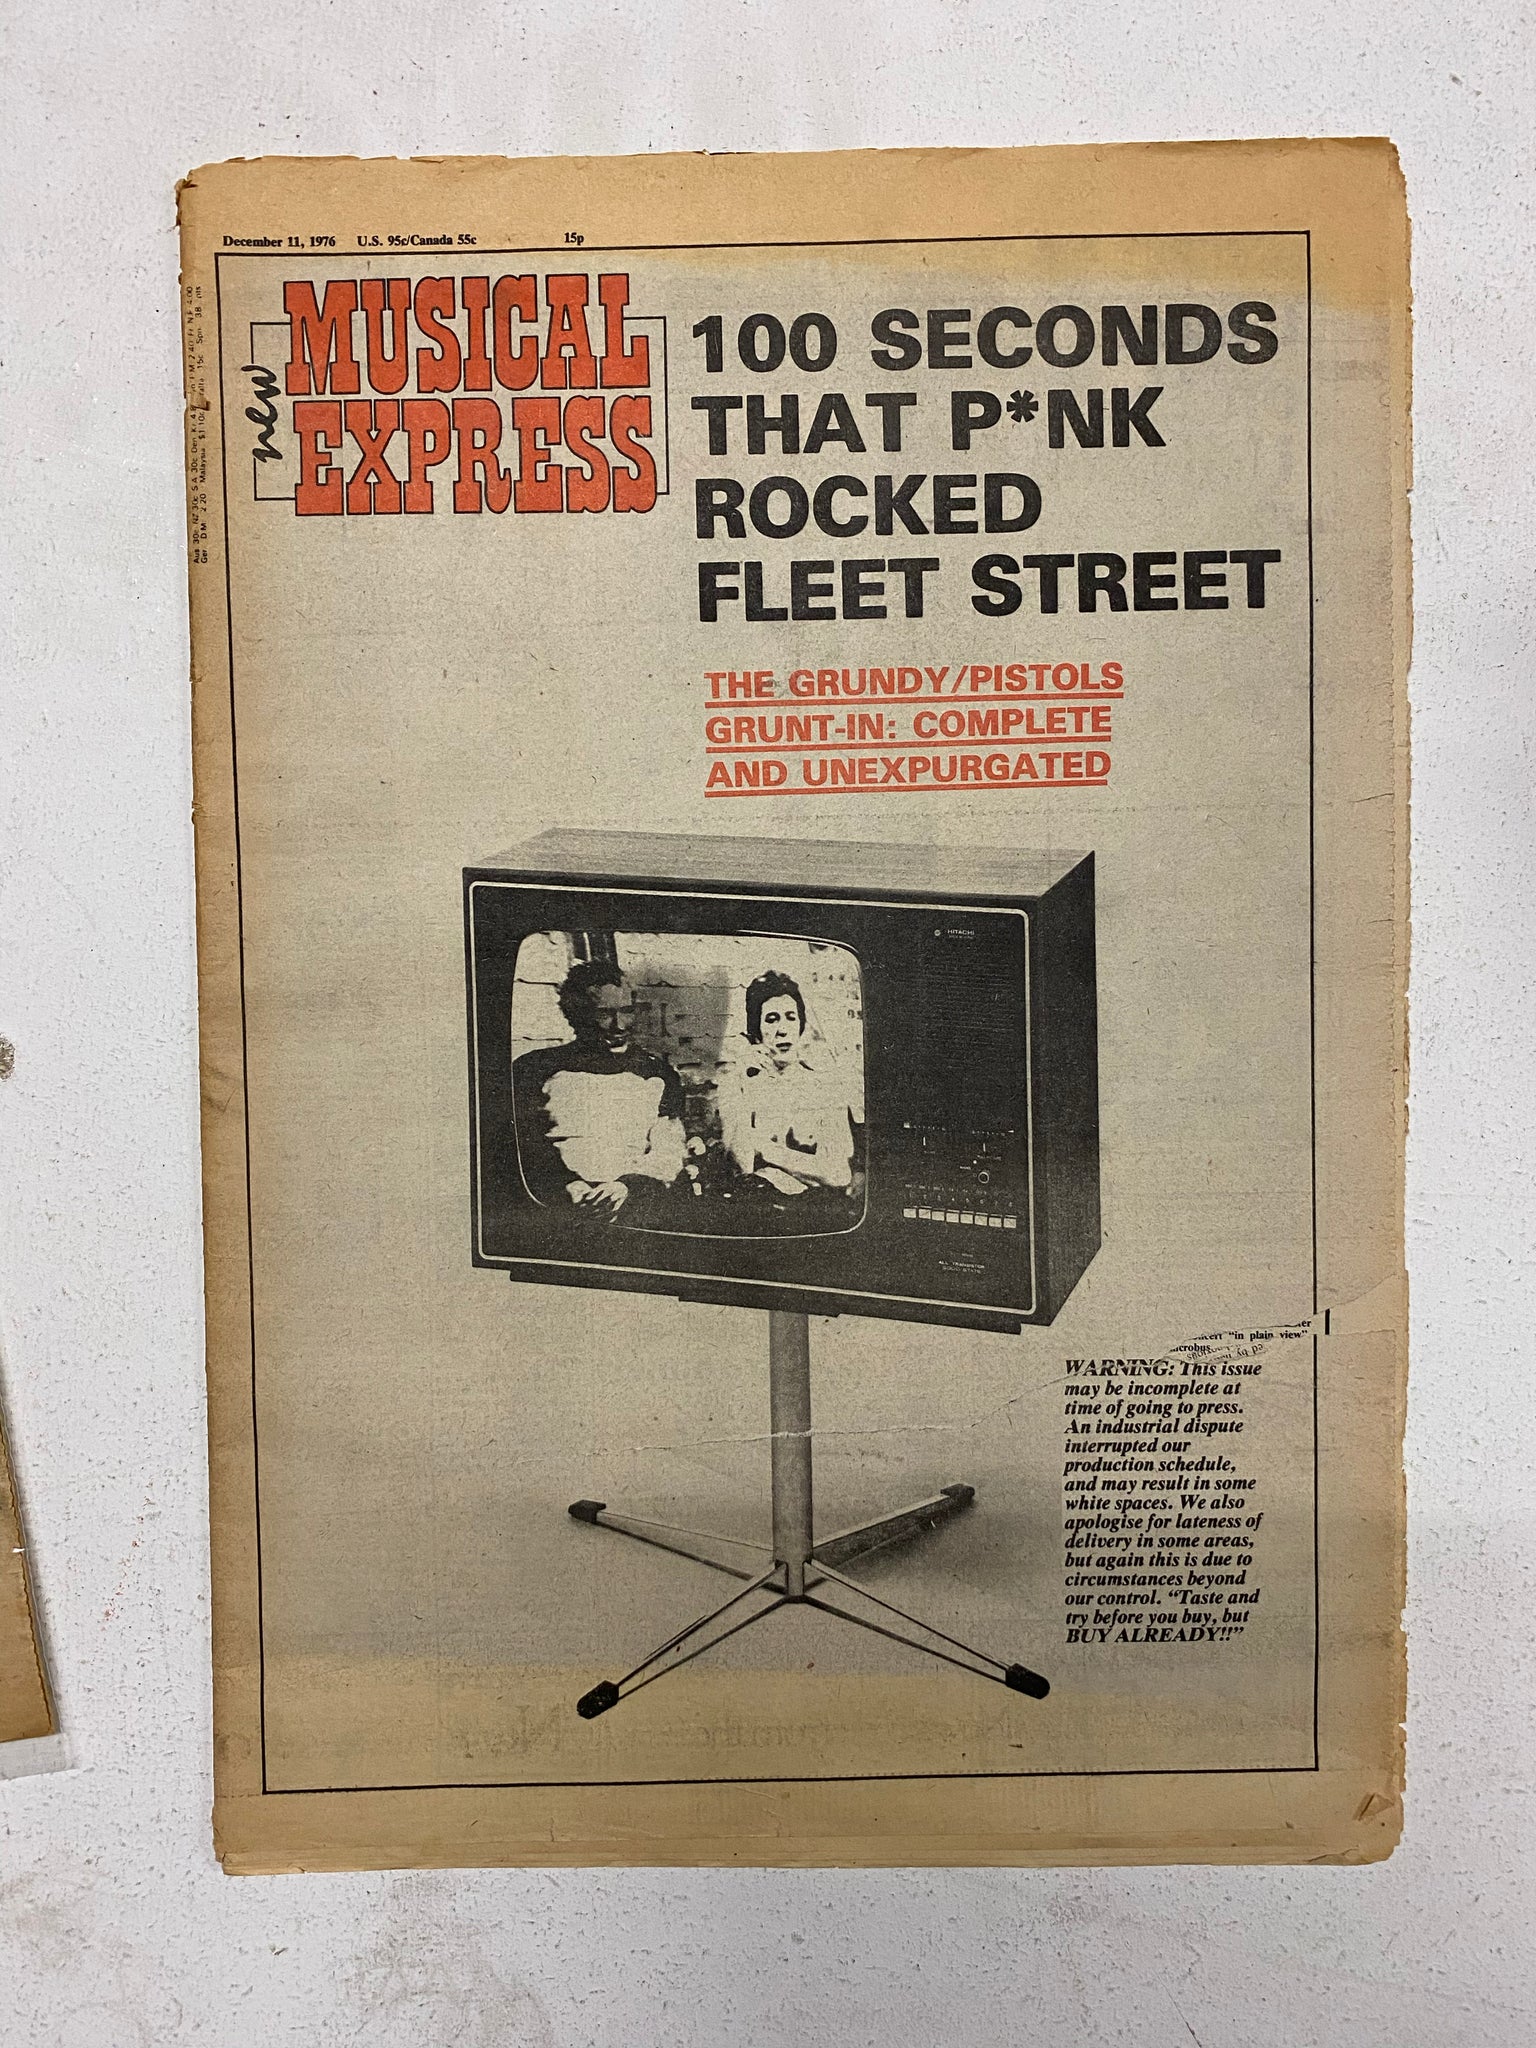 December 11, 1976 U.S. 95c/Canada 55c 15p
new
MUSICAL
EXPRESS
100 SECONDS
THAT P*NK
ROCKED
FLEET STREET
THE GRUNDY/PISTOLS
GRUNT-IN: COMPLETE
AND UNEXPURGATED
HITACHI
ALL TRANSISTOR
SOLID STATE
"in plain view"
WARNING: This issue
may be incomplete at
time of going to press.
An industrial dispute
interrupted our
production schedule,
and may result in some
white spaces. We also
apologise for lateness of
delivery in some areas,
but again this is due to
circumstances beyond
our control. "Taste and
try before you buy, but
BUY ALREADY!!"